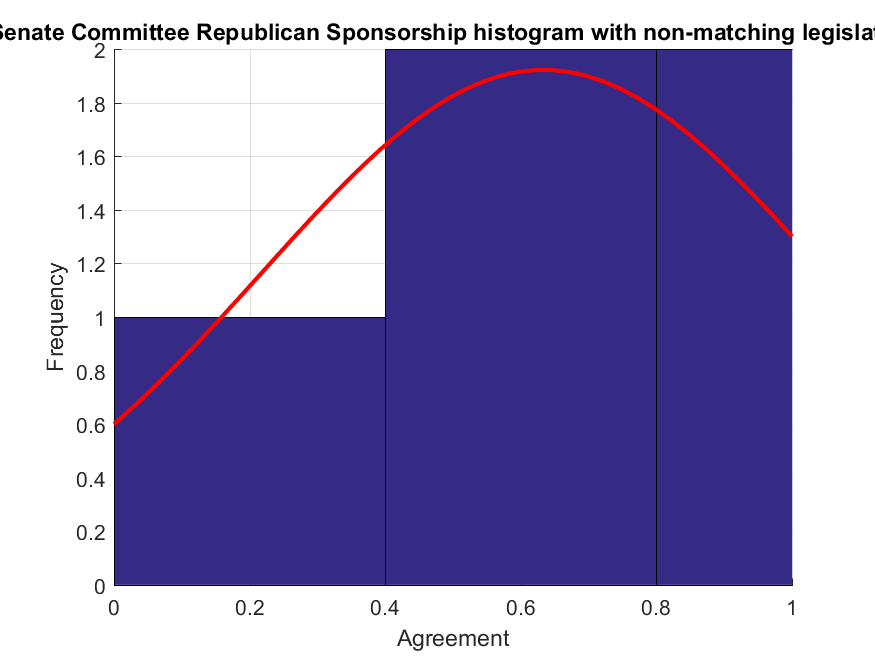 Senate Committee Republican Sponsorship histogram with non-matching legislat
2
1.8
1.6
1.4
1.2
1
0.8
0.6
0.4
0.2
0
Frequency
0 0.2 0.4 0.6 0.8 1
Agreement